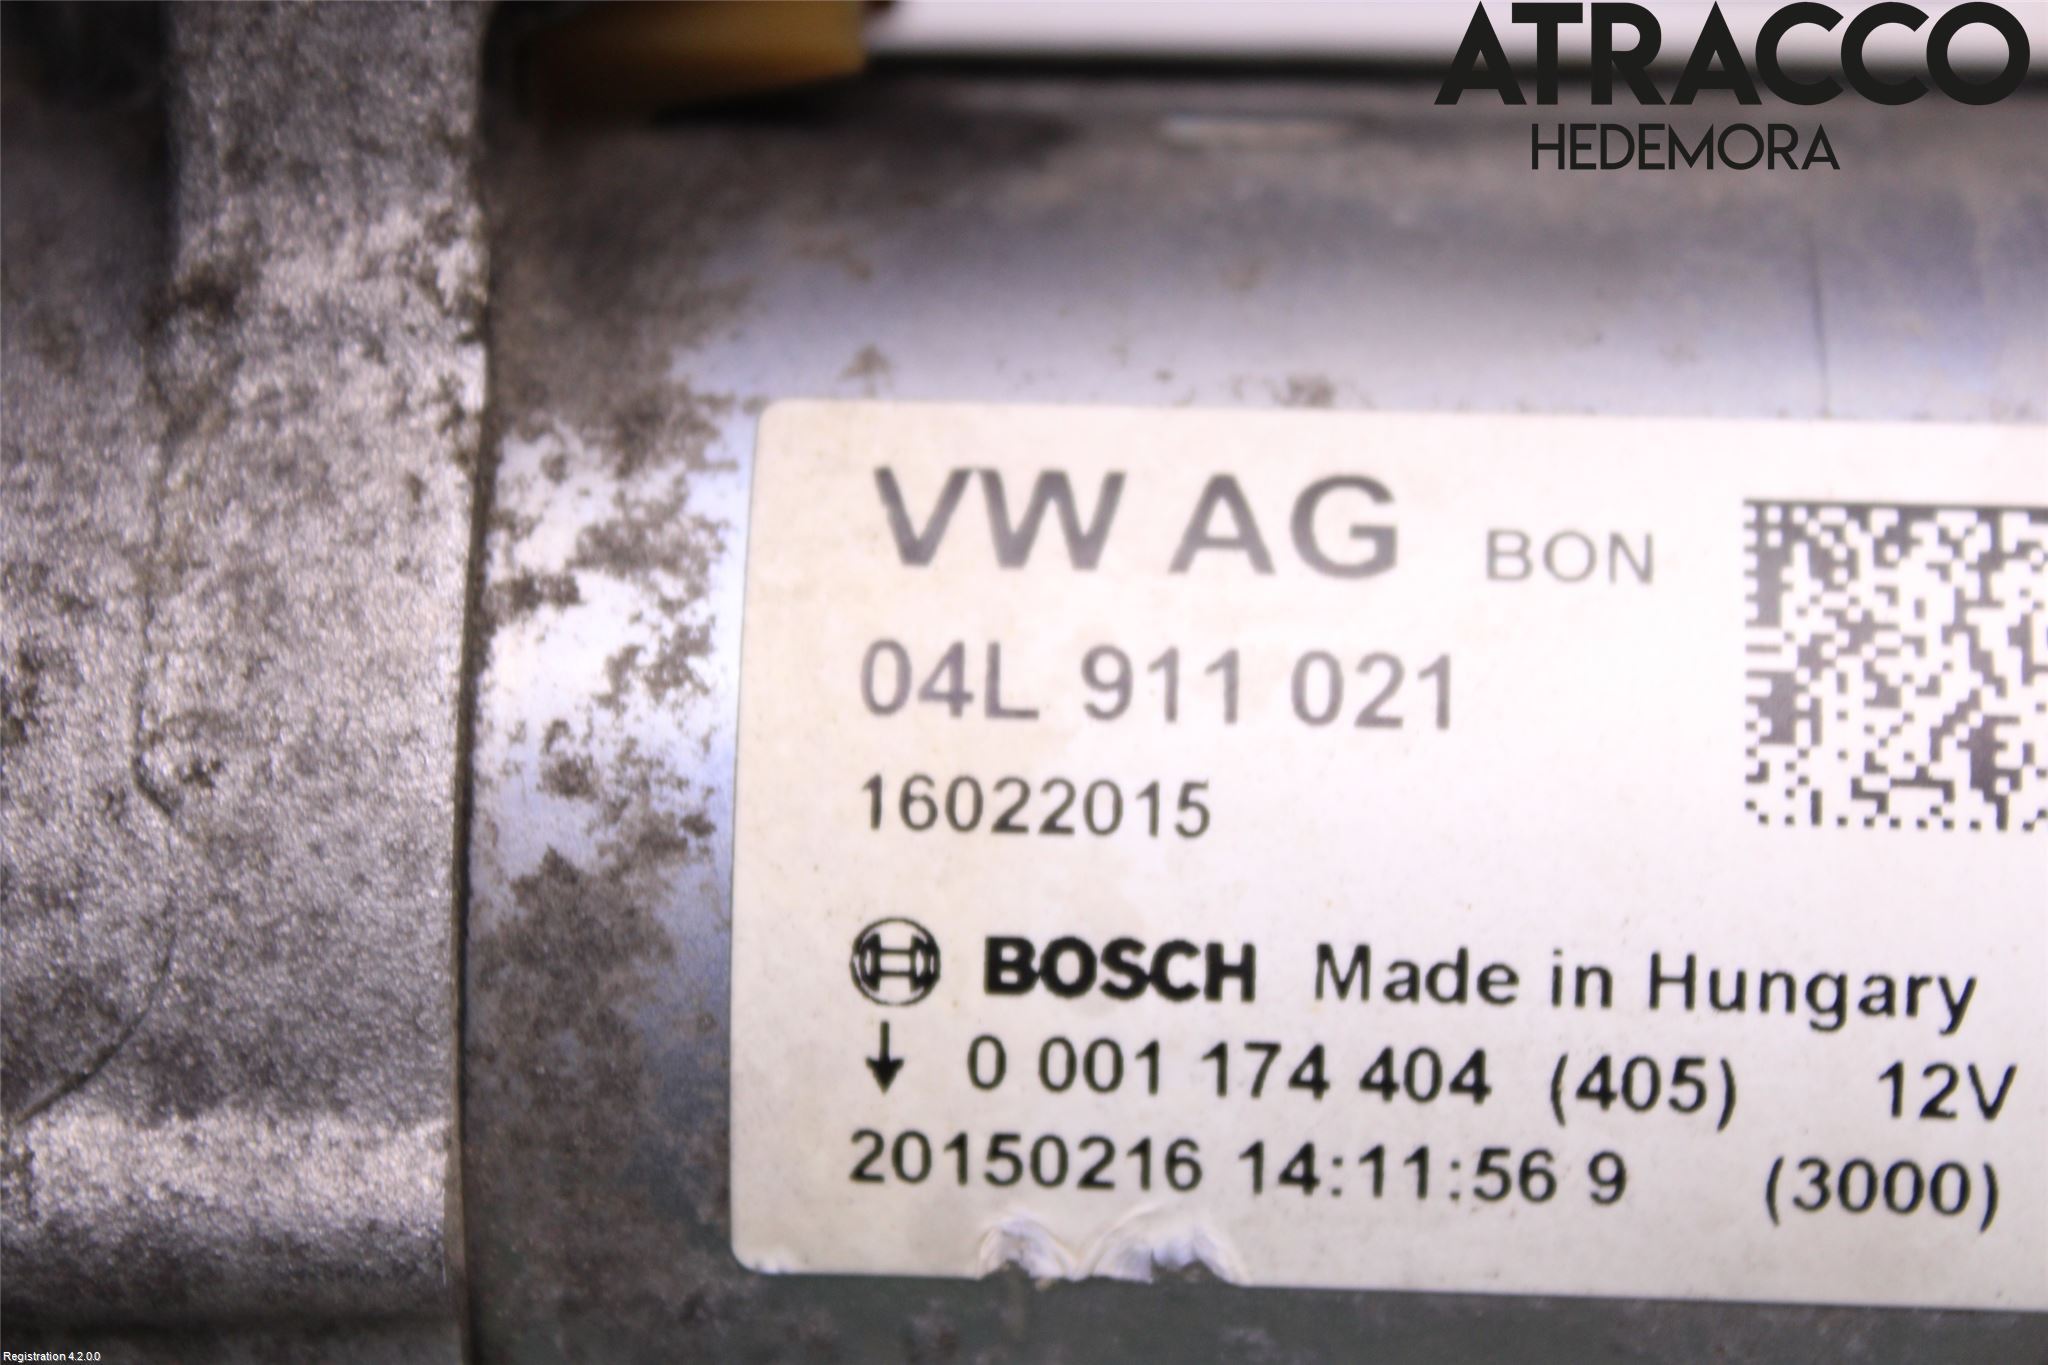 ATRACCO
HEDEMORA
VW AG BON
04L 911 021
16022015
BOSCH Made in Hungary
↓ 0 001 174 404 (405) 12V
20150216 14:11:56 9 (3000)
Registration 4.2.0.0